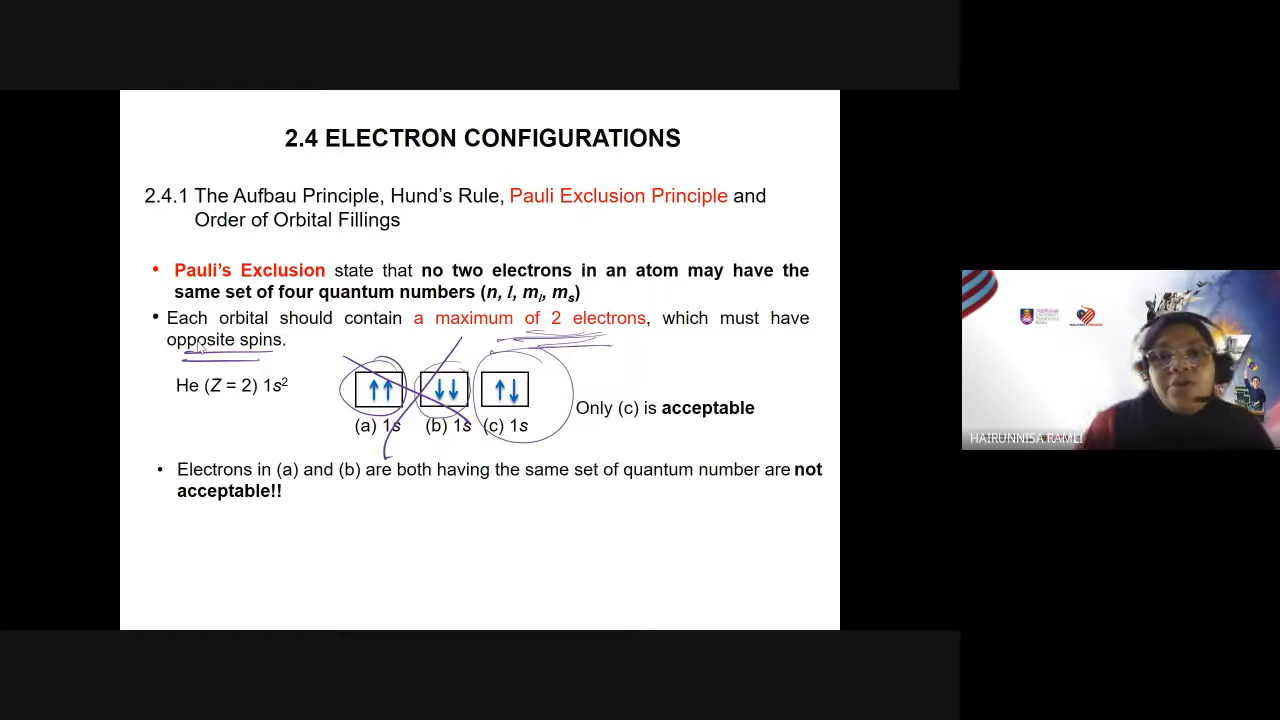 2.4 ELECTRON CONFIGURATIONS
2.4.1 The Aufbau Principle, Hund's Rule, Pauli Exclusion Principle and
Order of Orbital Fillings
• Pauli's Exclusion state that no two electrons in an atom may have the
same set of four quantum numbers (n, l, mₗ, mₛ)
• Each orbital should contain a maximum of 2 electrons, which must have
opposite spins.
He (Z = 2) 1s²
↑↑ ↓↓ ↑↓
Only (c) is acceptable
(a) 1s (b) 1s (c) 1s
• Electrons in (a) and (b) are both having the same set of quantum number are not
acceptable!!
HAIRUNNISA RAMLI